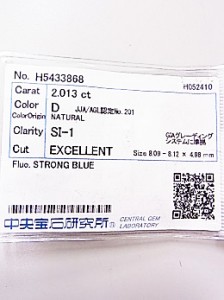 No. H5433868
H052410
Carat 2.013 ct
Color D JJA/AGL認定No.201
ColorOrigin NATURAL
Clarity SI-1
GIAグレーディング
システムに準拠
Cut EXCELLENT Size 8.09 - 8.12 × 4.98 mm
Fluo. STRONG BLUE
中央宝石研究所 CENTRAL GEM
LABORATORY